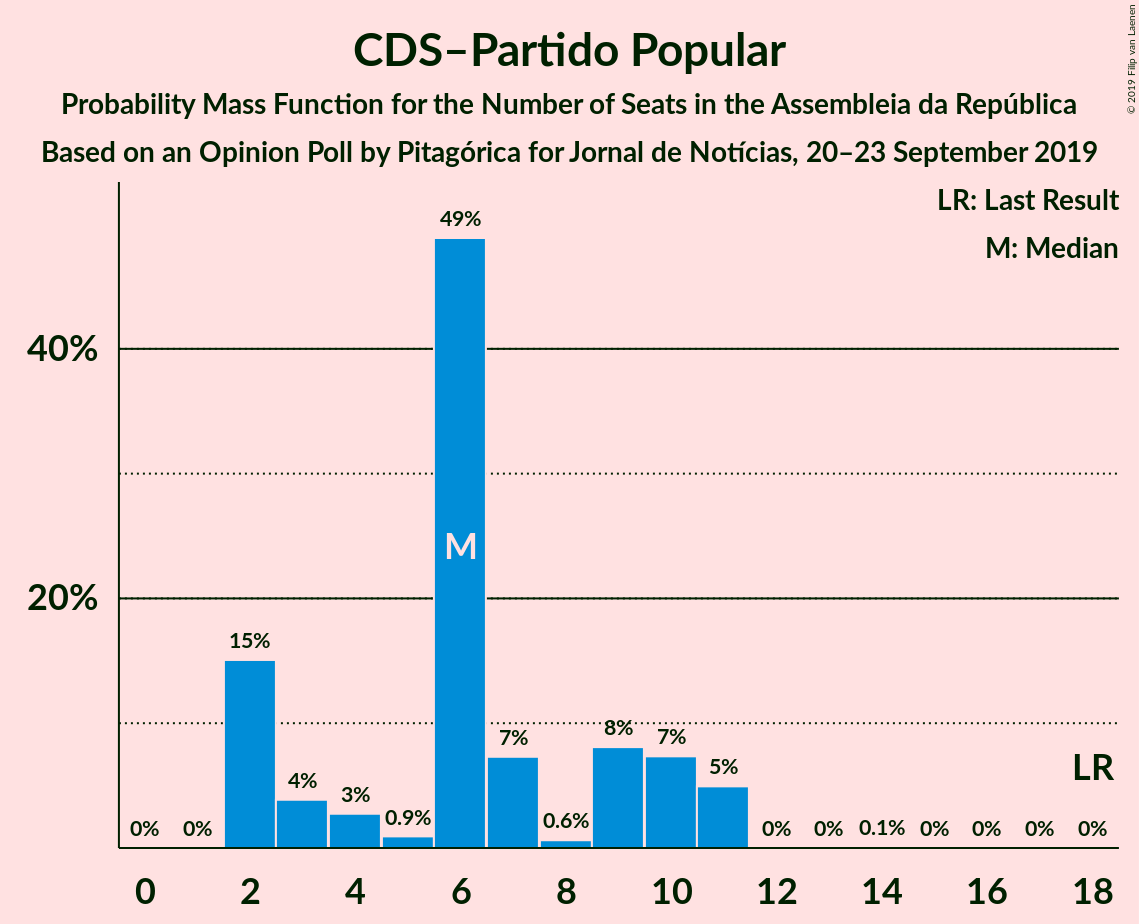 CDS–Partido Popular
Probability Mass Function for the Number of Seats in the Assembleia da República
Based on an Opinion Poll by Pitagórica for Jornal de Notícias, 20–23 September 2019
© 2019 Filip van Laenen
LR: Last Result
M: Median
49%
40%
M
20%
15%
8%
7%
7%
5%
4%
3%
0.9%
0.6%
0%
0%
0%
0%
0.1%
0%
0%
0%
0%
LR
0 2 4 6 8 10 12 14 16 18